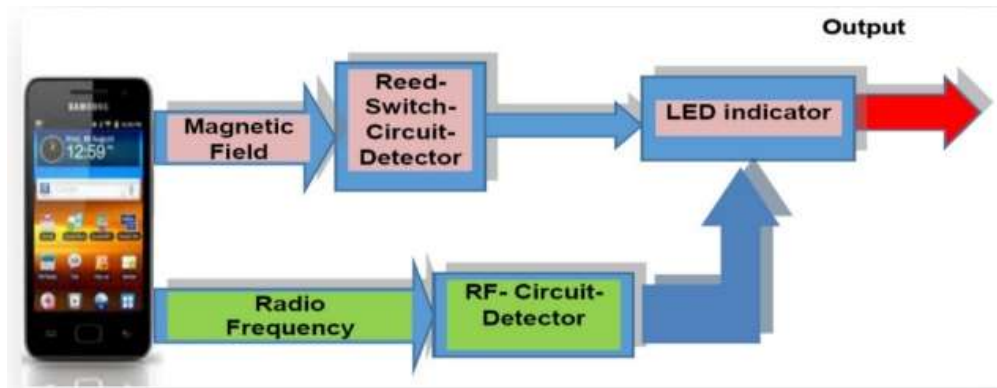 Output
Reed-
Switch-
Circuit-
Detector
LED indicator
Magnetic
Field
SAMSUNG
12:59
RF- Circuit-
Detector
Radio
Frequency